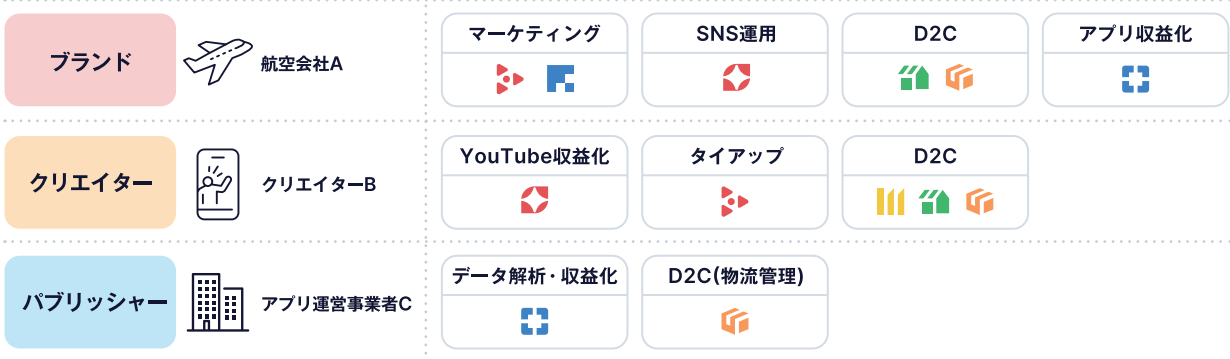 ブランド
航空会社A
マーケティング
SNS運用
D2C
アプリ収益化
クリエイター
クリエイターB
YouTube収益化
タイアップ
D2C
パブリッシャー
アプリ運営事業者C
データ解析・収益化
D2C(物流管理)